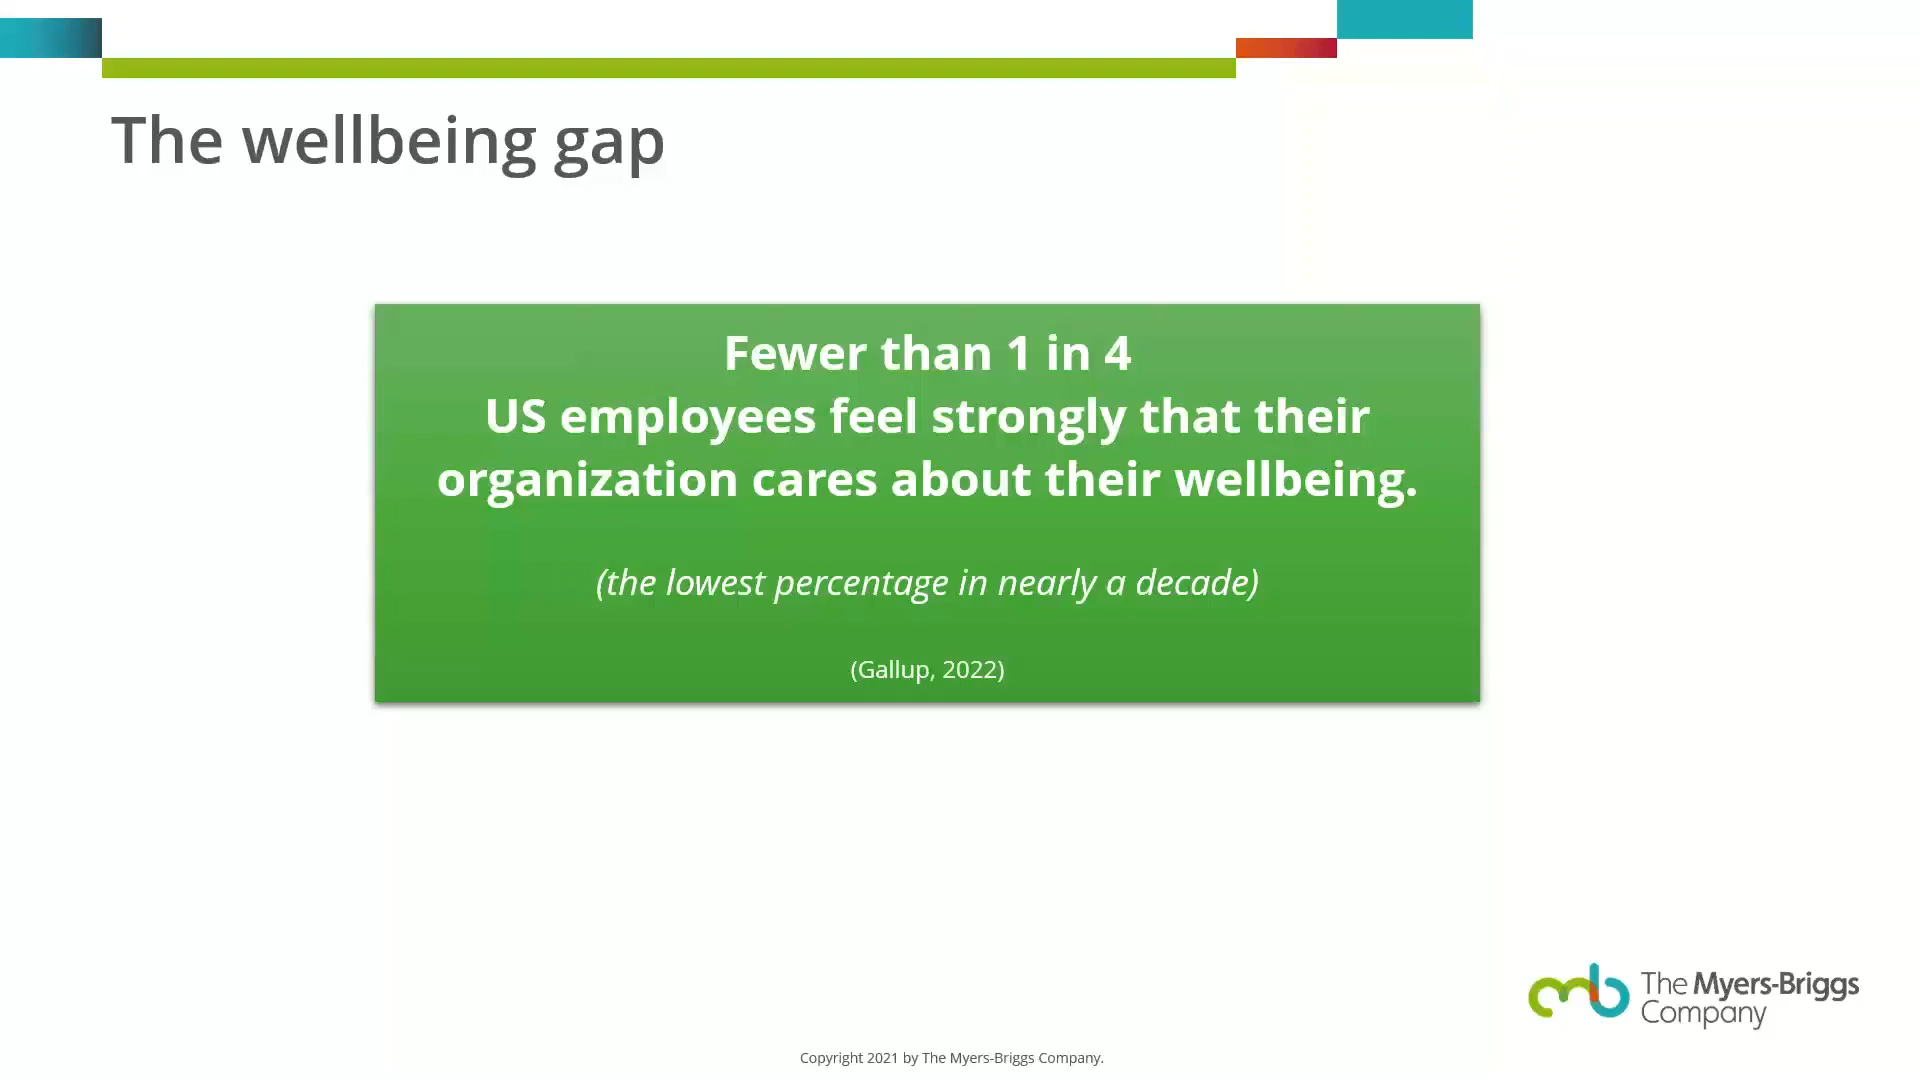 The wellbeing gap
Fewer than 1 in 4
US employees feel strongly that their
organization cares about their wellbeing.
(the lowest percentage in nearly a decade)
(Gallup, 2022)
mb
The Myers-Briggs
Company
Copyright 2021 by The Myers-Briggs Company.